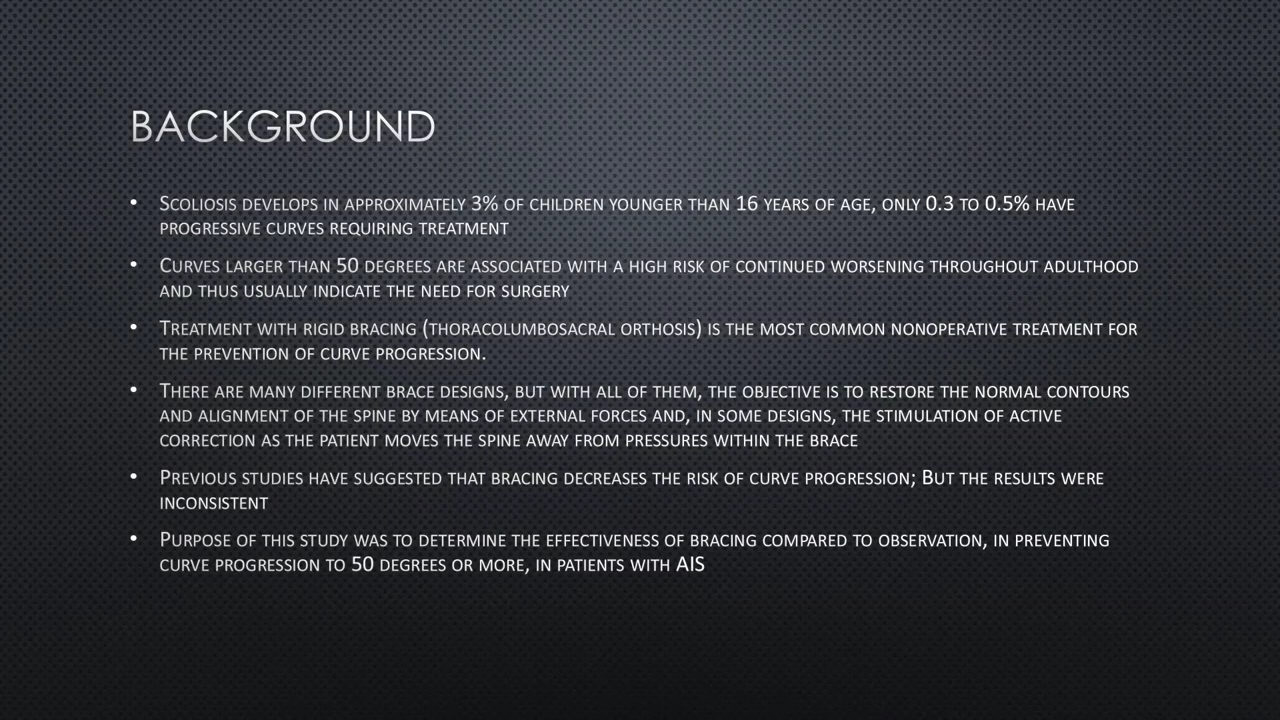 BACKGROUND
• Scoliosis develops in approximately 3% of children younger than 16 years of age, only 0.3 to 0.5% have
progressive curves requiring treatment
• Curves larger than 50 degrees are associated with a high risk of continued worsening throughout adulthood
and thus usually indicate the need for surgery
• Treatment with rigid bracing (thoracolumbosacral orthosis) is the most common nonoperative treatment for
the prevention of curve progression.
• There are many different brace designs, but with all of them, the objective is to restore the normal contours
and alignment of the spine by means of external forces and, in some designs, the stimulation of active
correction as the patient moves the spine away from pressures within the brace
• Previous studies have suggested that bracing decreases the risk of curve progression; But the results were
inconsistent
• Purpose of this study was to determine the effectiveness of bracing compared to observation, in preventing
curve progression to 50 degrees or more, in patients with AIS